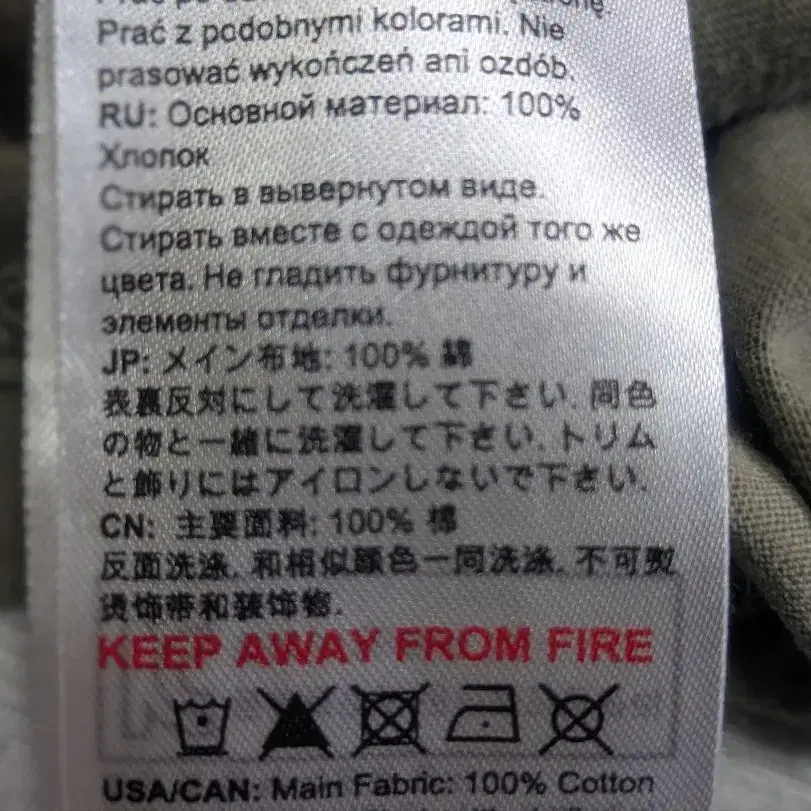 Prać z podobnymi kolorami. Nie
prasować wykończeń ani ozdób.
RU: Основной материал: 100%
Хлопок
Стирать в вывернутом виде.
Стирать вместе с одеждой того же
цвета. Не гладить фурнитуру и
элементы отделки.
JP: メイン布地: 100% 綿
表裏反対にして洗濯して下さい. 同色
の物と一緒に洗濯して下さい. トリム
と飾りにはアイロンしないで下さい.
CN: 主要面料: 100% 棉
反面洗涤. 和相似颜色一同洗涤. 不可熨
烫饰带和装饰物.
KEEP AWAY FROM FIRE
USA/CAN: Main Fabric: 100% Cotton